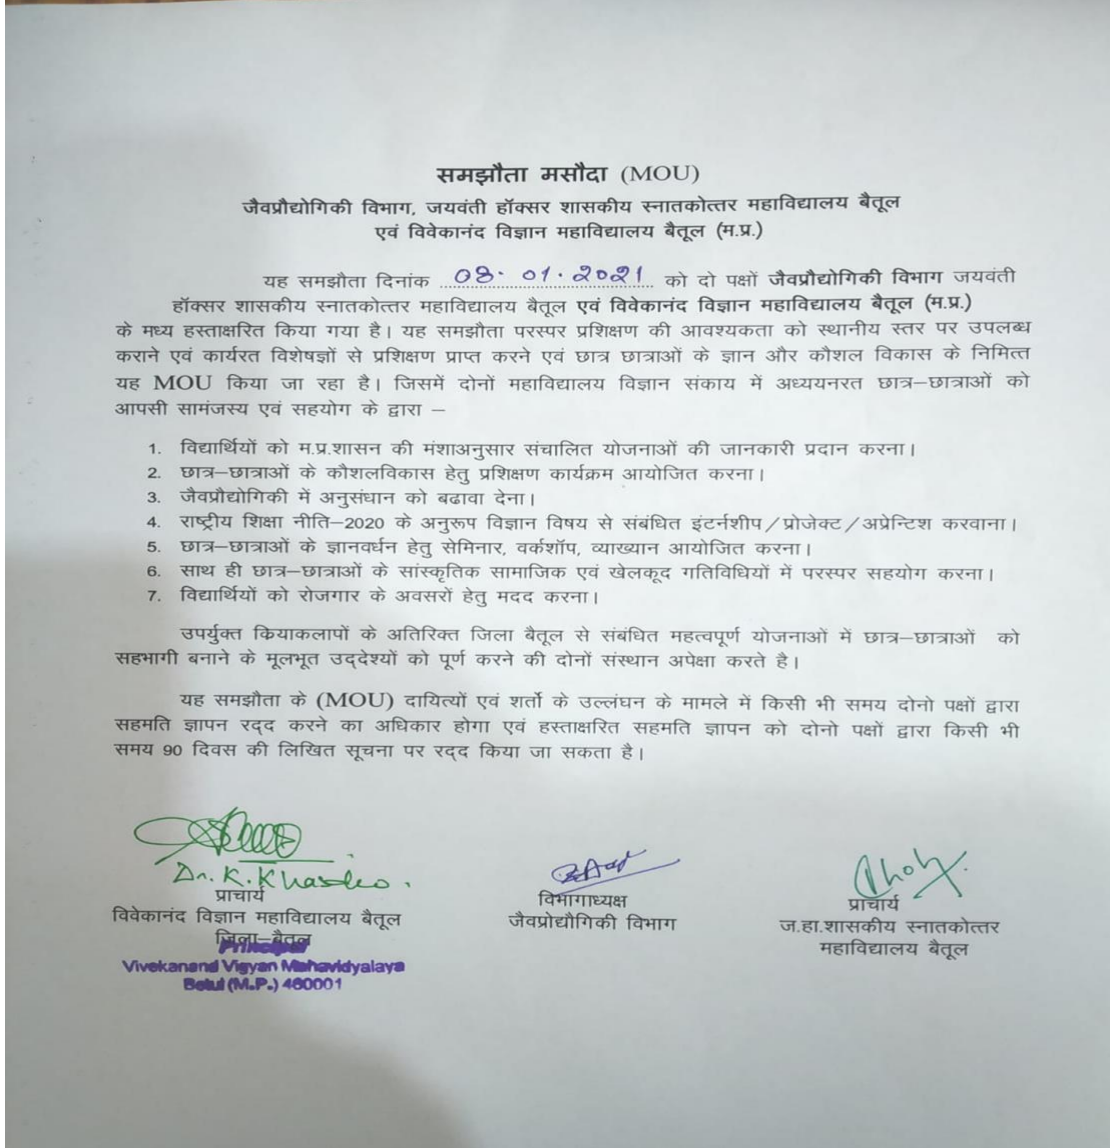 समझौता मसौदा (MOU)
जैवप्रौद्योगिकी विभाग, जयवंती हॉक्सर शासकीय स्नातकोत्तर महाविद्यालय बैतूल
एवं विवेकानंद विज्ञान महाविद्यालय बैतूल (म.प्र.)
यह समझौता दिनांक 08.01.2021 को दो पक्षों जैवप्रौद्योगिकी विभाग जयवंती
हॉक्सर शासकीय स्नातकोत्तर महाविद्यालय बैतूल एवं विवेकानंद विज्ञान महाविद्यालय बैतूल (म.प्र.)
के मध्य हस्ताक्षरित किया गया है। यह समझौता परस्पर प्रशिक्षण की आवश्यकता को स्थानीय स्तर पर उपलब्ध
कराने एवं कार्यरत विशेषज्ञों से प्रशिक्षण प्राप्त करने एवं छात्र छात्राओं के ज्ञान और कौशल विकास के निमित्त
यह MOU किया जा रहा है। जिसमें दोनों महाविद्यालय विज्ञान संकाय में अध्ययनरत छात्र–छात्राओं को
आपसी सामंजस्य एवं सहयोग के द्वारा –
1. विद्यार्थियों को म.प्र.शासन की मंशाअनुसार संचालित योजनाओं की जानकारी प्रदान करना।
2. छात्र–छात्राओं के कौशलविकास हेतु प्रशिक्षण कार्यक्रम आयोजित करना।
3. जैवप्रौद्योगिकी में अनुसंधान को बढावा देना।
4. राष्ट्रीय शिक्षा नीति–2020 के अनुरूप विज्ञान विषय से संबंधित इंटर्नशीप/प्रोजेक्ट/अप्रेन्टिश करवाना।
5. छात्र–छात्राओं के ज्ञानवर्धन हेतु सेमिनार, वर्कशॉप, व्याख्यान आयोजित करना।
6. साथ ही छात्र–छात्राओं के सांस्कृतिक सामाजिक एवं खेलकूद गतिविधियों में परस्पर सहयोग करना।
7. विद्यार्थियों को रोजगार के अवसरों हेतु मदद करना।
उपर्युक्त कियाकलापों के अतिरिक्त जिला बैतूल से संबंधित महत्वपूर्ण योजनाओं में छात्र–छात्राओं को
सहभागी बनाने के मूलभूत उद्देश्यों को पूर्ण करने की दोनों संस्थान अपेक्षा करते है।
यह समझौता के (MOU) दायित्यों एवं शर्तो के उल्लंघन के मामले में किसी भी समय दोनो पक्षों द्वारा
सहमति ज्ञापन रद्द करने का अधिकार होगा एवं हस्ताक्षरित सहमति ज्ञापन को दोनो पक्षों द्वारा किसी भी
समय 90 दिवस की लिखित सूचना पर रद्द किया जा सकता है।
Dr. K. Khasdeo.
प्राचार्य
विवेकानंद विज्ञान महाविद्यालय बैतूल
जिला–बैतूल
Principal
Vivekanand Vigyan Mahavidyalaya
Betul (M.P.) 460001
विभागाध्यक्ष
जैवप्रोद्यौगिकी विभाग
प्राचार्य
ज.हा.शासकीय स्नातकोत्तर
महाविद्यालय बैतूल